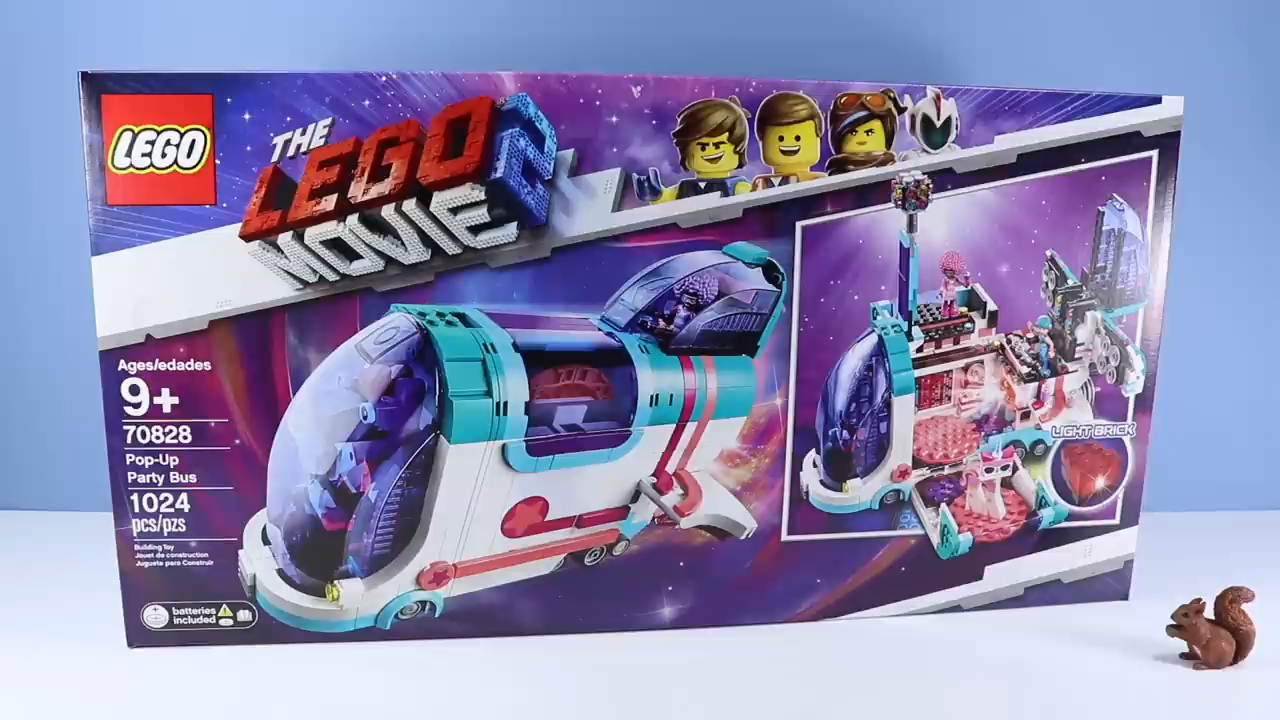 LEGO
THE
LEGO
MOVIE 2
Ages/edades
9+
70828
Pop-Up
Party Bus
1024
pcs/pzs
Building Toy
Jouet de construction
Juguete para Construir
batteries
included
LIGHT BRICK